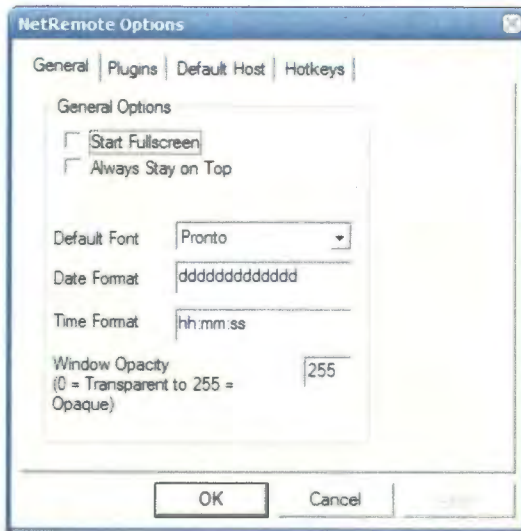 NetRemote Options
General Plugins Default Host Hotkeys
General Options
Start Fullscreen
Always Stay on Top
Default Font Pronto
Date Format ddddddddddddd
Time Format hh:mm:ss
Window Opacity 255
(0 = Transparent to 255 =
Opaque)
OK Cancel